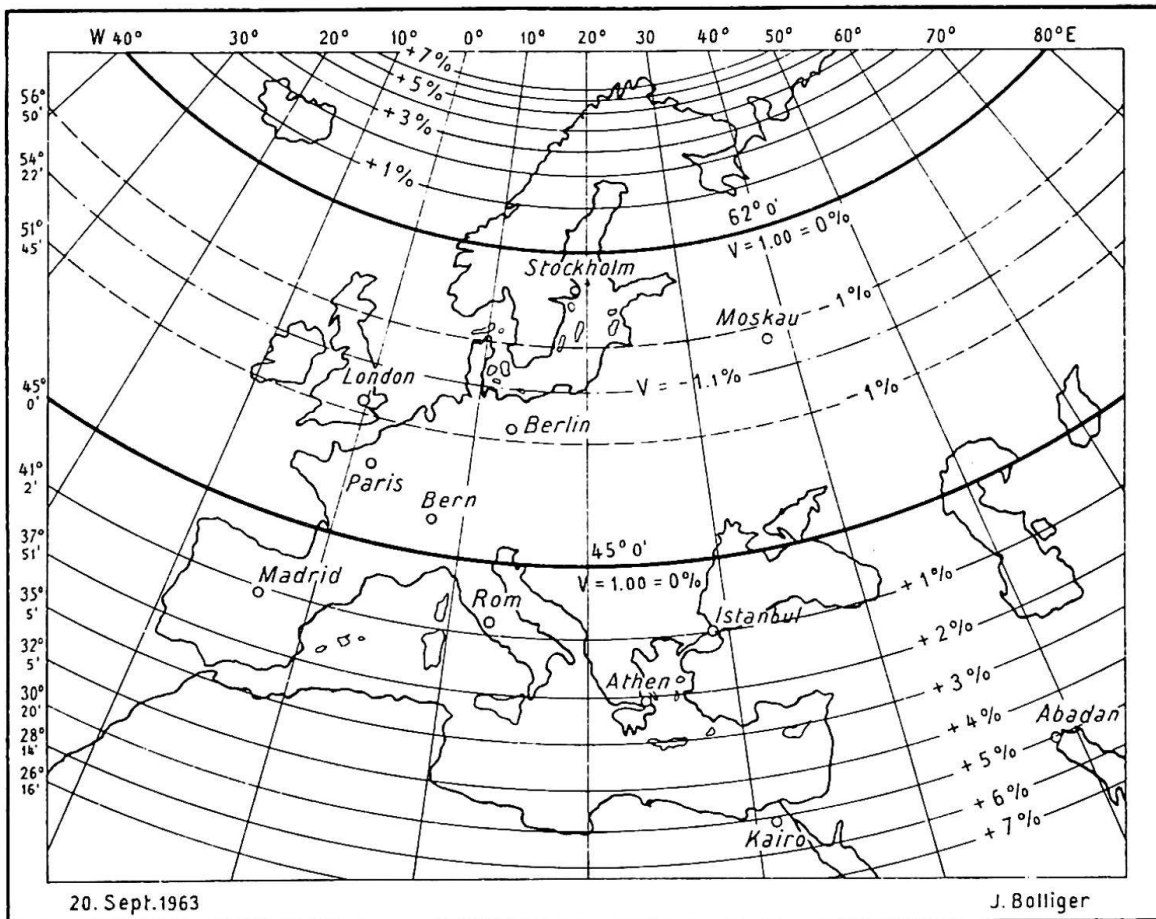 W 40° 30° 20° 10° 0° 10° 20° 30° 40° 50° 60° 70° 80°E
+7%
+5%
+3%
+1%
56°
50'
54°
22'
51°
45'
45°
0'
41°
2'
37°
51'
35°
5'
32°
5'
30°
20'
28°
14'
26°
16'
62° 0'
V = 1.00 = 0%
Stockholm
-1%
Moskau
London
V = -1.1%
-1%
Berlin
Paris
Bern
45° 0'
V = 1.00 = 0%
Madrid
+1%
Rom
Istanbul
+2%
Athen
+3%
+4%
Abadan
+5%
+6%
Kairo
+7%
20. Sept. 1963
J. Bolliger